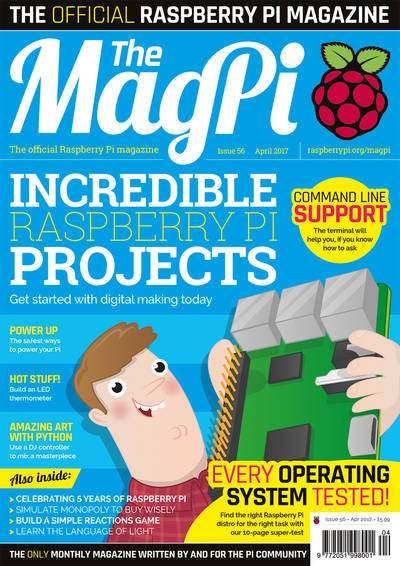 THE OFFICIAL RASPBERRY PI MAGAZINE
The
MagPi
The official Raspberry Pi magazine
Issue 56 April 2017
raspberrypi.org/magpi
INCREDIBLE
RASPBERRY PI
PROJECTS
Get started with digital making today
COMMAND LINE
SUPPORT
The terminal will
help you, if you know
how to ask
POWER UP
The safest ways
to power your Pi
HOT STUFF!
Build an LED
thermometer
AMAZING ART
WITH PYTHON
Use a DJ controller
to mix a masterpiece
Also inside:
> CELEBRATING 5 YEARS OF RASPBERRY PI
> SIMULATE MONOPOLY TO BUY WISELY
> BUILD A SIMPLE REACTIONS GAME
> LEARN THE LANGUAGE OF LIGHT
EVERY OPERATING
SYSTEM TESTED!
Find the right Raspberry Pi
distro for the right task with
our 10-page super-test
Issue 56 • Apr 2017 • £5.99
04
9 772051 998001
THE ONLY MONTHLY MAGAZINE WRITTEN BY AND FOR THE PI COMMUNITY